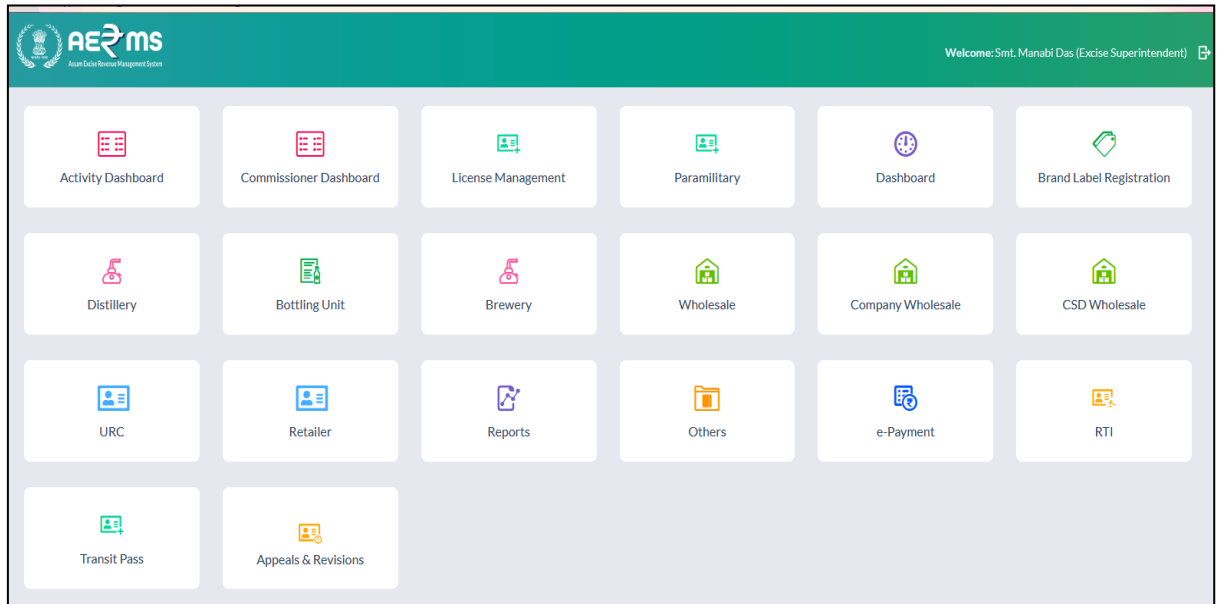 AE₹MS
Assam Excise Revenue Management System
Welcome: Smt. Manabi Das (Excise Superintendent)
Activity Dashboard
Commissioner Dashboard
License Management
Paramilitary
Dashboard
Brand Label Registration
Distillery
Bottling Unit
Brewery
Wholesale
Company Wholesale
CSD Wholesale
URC
Retailer
Reports
Others
e-Payment
RTI
Transit Pass
Appeals & Revisions